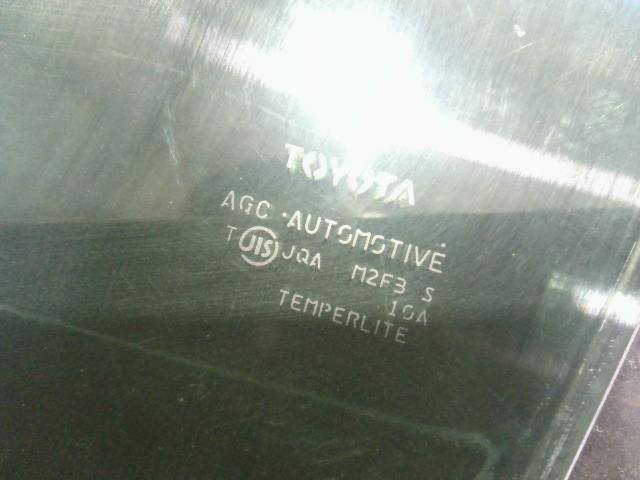 TOYOTA
AGC AUTOMOTIVE
T JIS JQA M2F3 S
10A
TEMPERLITE